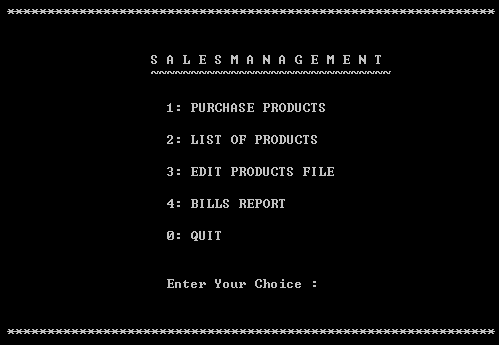 *************************************************************
S A L E S M A N A G E M E N T
~~~~~~~~~~~~~~~~~~~~~~~~~~~~~~
1: PURCHASE PRODUCTS
2: LIST OF PRODUCTS
3: EDIT PRODUCTS FILE
4: BILLS REPORT
0: QUIT
Enter Your Choice :
*************************************************************